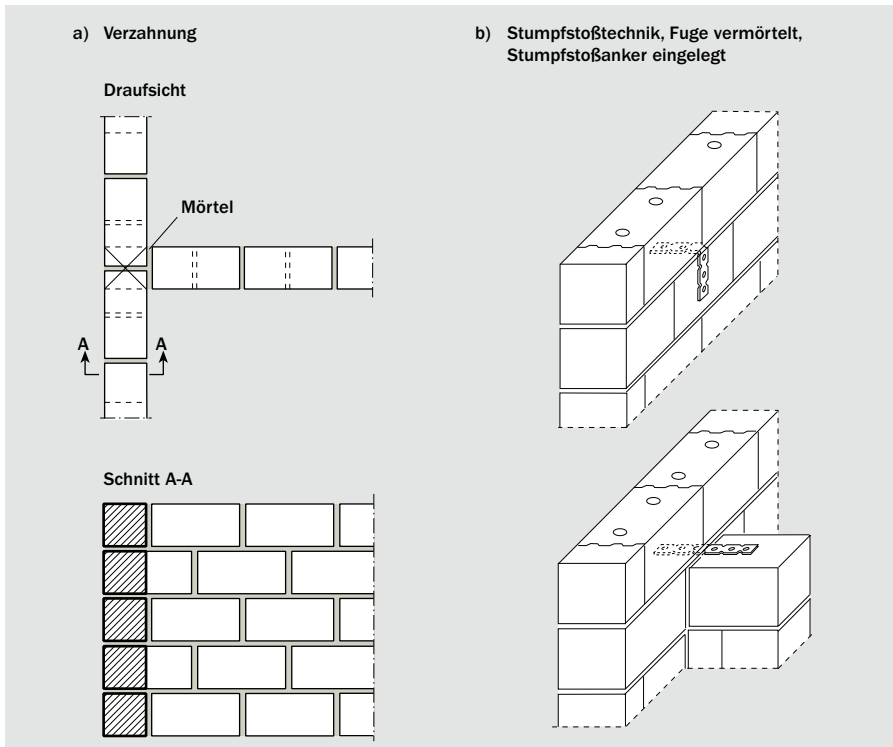 a) Verzahnung
Draufsicht
Mörtel
A A
Schnitt A-A
b) Stumpfstoßtechnik, Fuge vermörtelt,
Stumpfstoßanker eingelegt